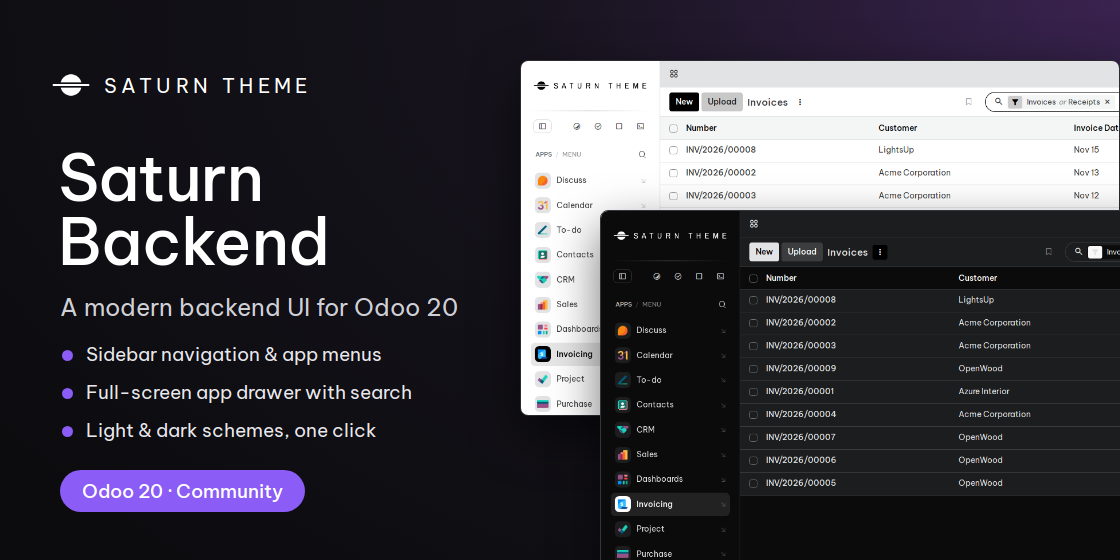 SATURN THEME
Saturn
Backend
A modern backend UI for Odoo 20
Sidebar navigation & app menus
Full-screen app drawer with search
Light & dark schemes, one click
Odoo 20 · Community
SATURN THEME
APPS / MENU
Discuss
Calendar
To-do
Contacts
CRM
Sales
Dashboards
Invoicing
Project
Purchase
New Upload Invoices
Invoices or Receipts ×
Number Customer Invoice Dat
INV/2026/00008 LightsUp Nov 15
INV/2026/00002 Acme Corporation Nov 13
INV/2026/00003 Acme Corporation Nov 12
SATURN THEME
APPS / MENU
Discuss
Calendar
To-do
Contacts
CRM
Sales
Dashboards
Invoicing
Project
Purchase
New Upload Invoices
Invo
Number Customer
INV/2026/00008 LightsUp
INV/2026/00002 Acme Corporation
INV/2026/00003 Acme Corporation
INV/2026/00009 OpenWood
INV/2026/00001 Azure Interior
INV/2026/00004 Acme Corporation
INV/2026/00007 OpenWood
INV/2026/00006 OpenWood
INV/2026/00005 OpenWood